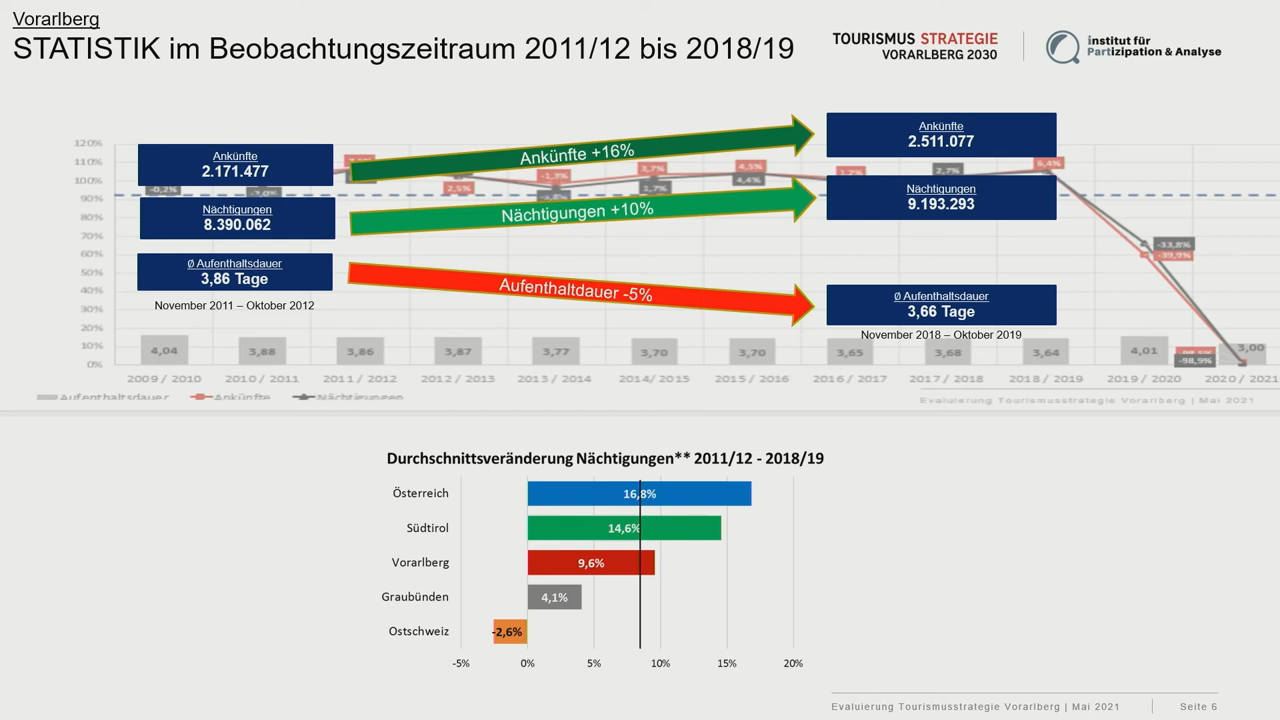 Vorarlberg
STATISTIK im Beobachtungszeitraum 2011/12 bis 2018/19
TOURISMUS STRATEGIE
VORARLBERG 2030
institut für
Partizipation & Analyse
Ankünfte
2.171.477
Nächtigungen
8.390.062
Ø Aufenthaltsdauer
3,86 Tage
November 2011 – Oktober 2012
Ankünfte +16%
Nächtigungen +10%
Aufenthaltdauer -5%
Ankünfte
2.511.077
Nächtigungen
9.193.293
Ø Aufenthaltsdauer
3,66 Tage
November 2018 – Oktober 2019
120%
110%
100%
90%
80%
70%
60%
50%
40%
30%
20%
10%
0%
-0,2%
2,5%
-1,3%
3,7%
1,7%
4,5%
4,4%
2,7%
6,4%
-33,8%
-39,9%
-98,9%
4,04 3,88 3,86 3,87 3,77 3,70 3,70 3,65 3,68 3,64 4,01 3,00
2009 / 2010 2010 / 2011 2011 / 2012 2012 / 2013 2013 / 2014 2014/ 2015 2015 / 2016 2016 / 2017 2017 / 2018 2018 / 2019 2019 / 2020 2020 / 2021
Aufenthaltsdauer Ankünfte Nächtigungen
Evaluierung Tourismusstrategie Vorarlberg | Mai 2021
Durchschnittsveränderung Nächtigungen** 2011/12 - 2018/19
Österreich 16,8%
Südtirol 14,6%
Vorarlberg 9,6%
Graubünden 4,1%
Ostschweiz -2,6%
-5% 0% 5% 10% 15% 20%
Evaluierung Tourismusstrategie Vorarlberg | Mai 2021 Seite 6